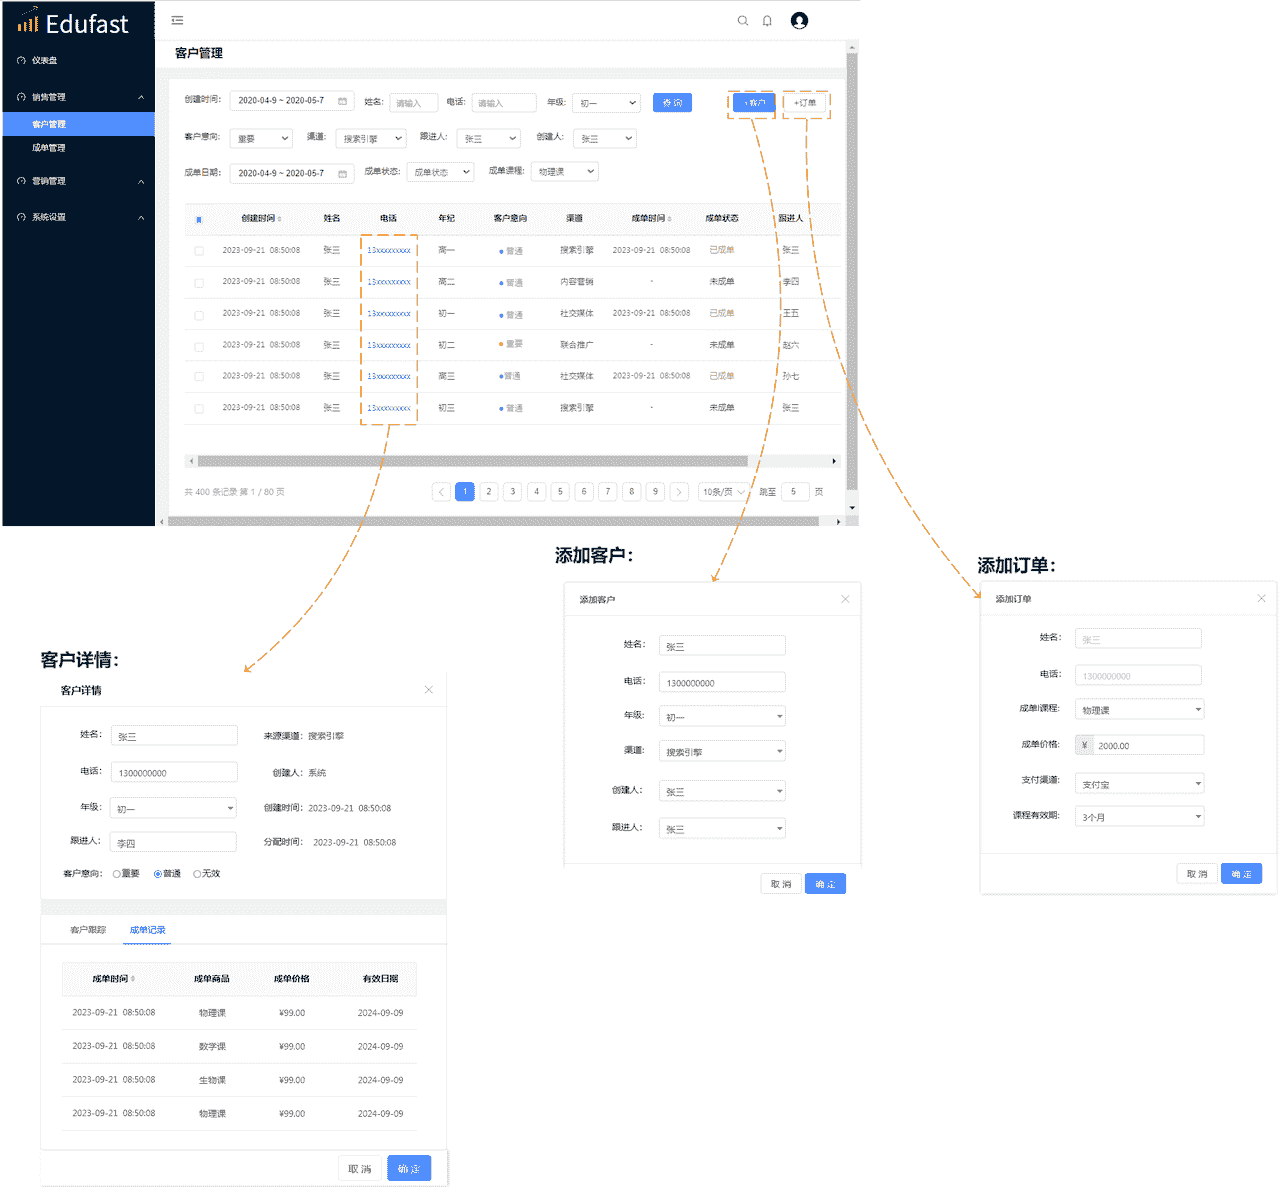 Edufast
仪表盘
销售管理
客户管理
成单管理
营销管理
系统设置
客户管理
创建时间: 2020-04-9 ~ 2020-05-7 姓名: 请输入 电话: 请输入 年级: 初一 查 询 +客户 +订单
客户意向: 重要 渠道: 搜索引擎 跟进人: 张三 创建人: 张三
成单日期: 2020-04-9 ~ 2020-05-7 成单状态: 成单状态 成单课程: 物理课
创建时间 姓名 电话 年纪 客户意向 渠道 成单时间 成单状态 跟进人
2023-09-21 08:50:08 张三 13xxxxxxxxx 高一 普通 搜索引擎 2023-09-21 08:50:08 已成单 张三
2023-09-21 08:50:08 张三 13xxxxxxxxx 高二 普通 内容营销 - 未成单 李四
2023-09-21 08:50:08 张三 13xxxxxxxxx 初一 普通 社交媒体 2023-09-21 08:50:08 已成单 王五
2023-09-21 08:50:08 张三 13xxxxxxxxx 初二 重要 联合推广 - 未成单 赵六
2023-09-21 08:50:08 张三 13xxxxxxxxx 高三 普通 社交媒体 2023-09-21 08:50:08 已成单 孙七
2023-09-21 08:50:08 张三 13xxxxxxxxx 初三 普通 搜索引擎 - 未成单 张三
共 400 条记录 第 1 / 80 页 1 2 3 4 5 6 7 8 9 10条/页 跳至 5 页
添加客户:
添加客户
姓名: 张三
电话: 1300000000
年级: 初一
渠道: 搜索引擎
创建人: 张三
跟进人: 张三
取 消 确 定
添加订单:
添加订单
姓名: 张三
电话: 1300000000
成单课程: 物理课
成单价格: ¥ 2000.00
支付渠道: 支付宝
课程有效期: 3个月
取 消 确 定
客户详情:
客户详情
姓名: 张三 来源渠道: 搜索引擎
电话: 1300000000 创建人: 系统
年级: 初一 创建时间: 2023-09-21 08:50:08
跟进人: 李四 分配时间: 2023-09-21 08:50:08
客户意向: 重要 普通 无效
客户跟踪 成单记录
成单时间 成单商品 成单价格 有效日期
2023-09-21 08:50:08 物理课 ¥99.00 2024-09-09
2023-09-21 08:50:08 数学课 ¥99.00 2024-09-09
2023-09-21 08:50:08 生物课 ¥99.00 2024-09-09
2023-09-21 08:50:08 物理课 ¥99.00 2024-09-09
取 消 确 定